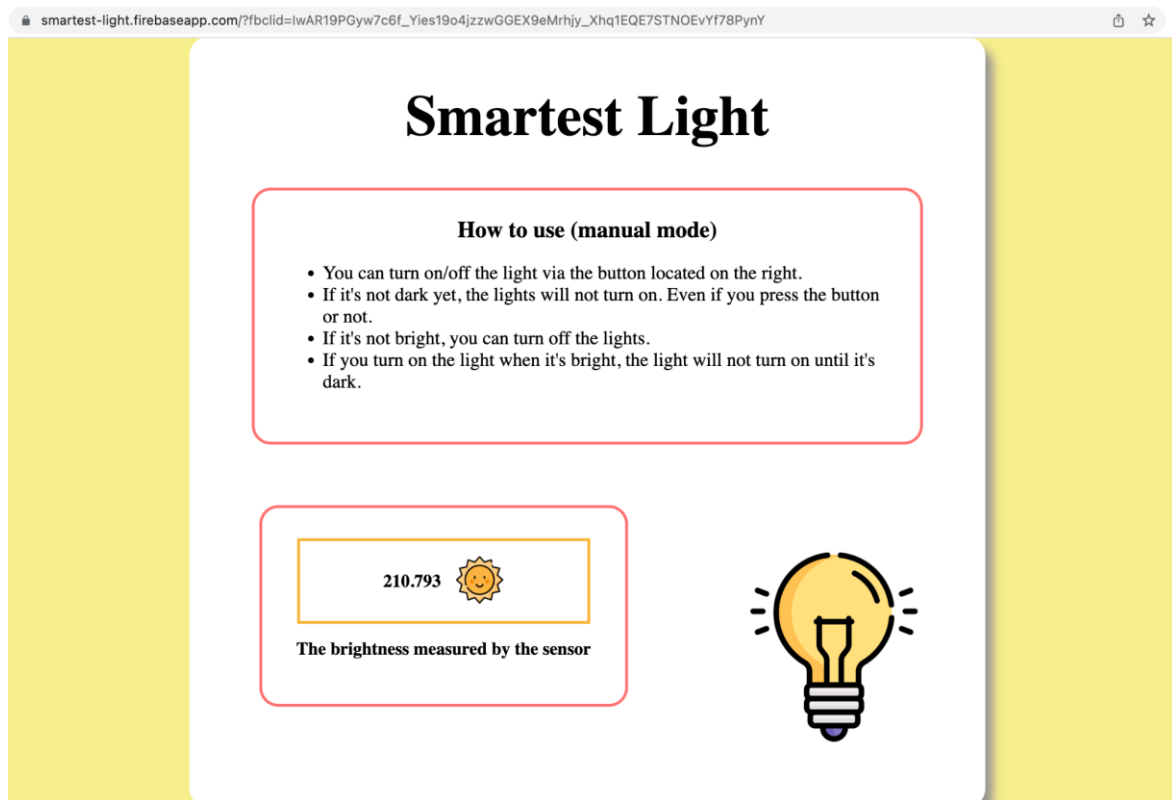 smartest-light.firebaseapp.com/?fbclid=IwAR19PGyw7c6f_Yies19o4jzzwGGEX9eMrhjy_Xhq1EQE7STNOEvYf78PynY
Smartest Light
How to use (manual mode)
• You can turn on/off the light via the button located on the right.
• If it's not dark yet, the lights will not turn on. Even if you press the button
or not.
• If it's not bright, you can turn off the lights.
• If you turn on the light when it's bright, the light will not turn on until it's
dark.
210.793
The brightness measured by the sensor